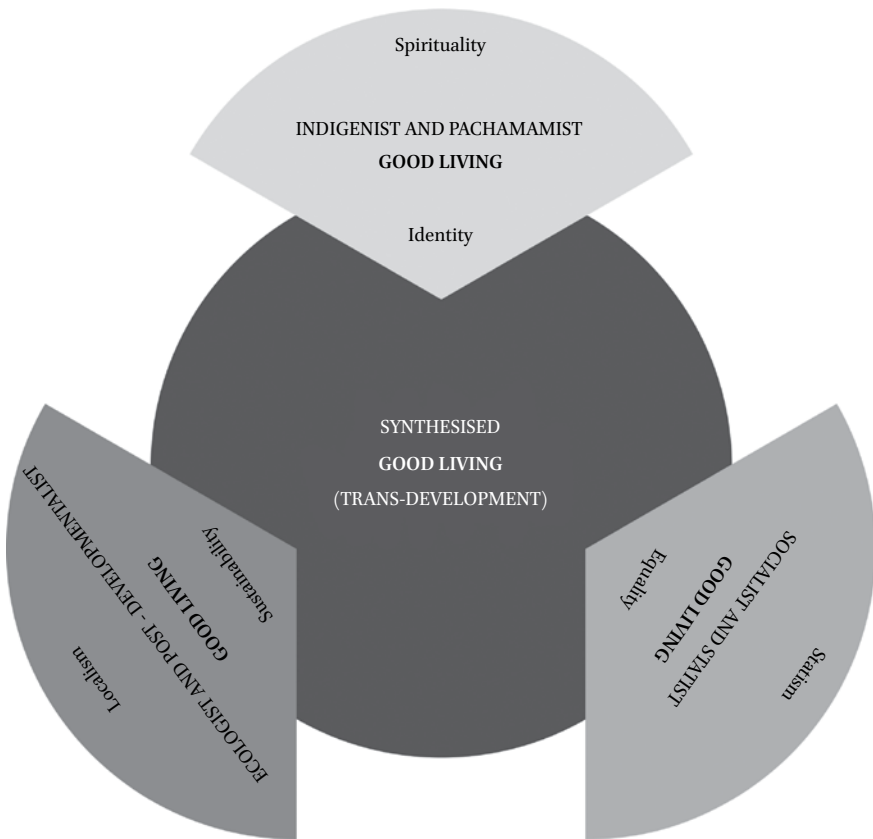 Spirituality
INDIGENIST AND PACHAMAMIST
GOOD LIVING
Identity
SYNTHESISED
GOOD LIVING
(TRANS-DEVELOPMENT)
Sustainability
GOOD LIVING
ECOLOGIST AND POST - DEVELOPMENTALIST
Localism
Equality
GOOD LIVING
SOCIALIST AND STATIST
Statism